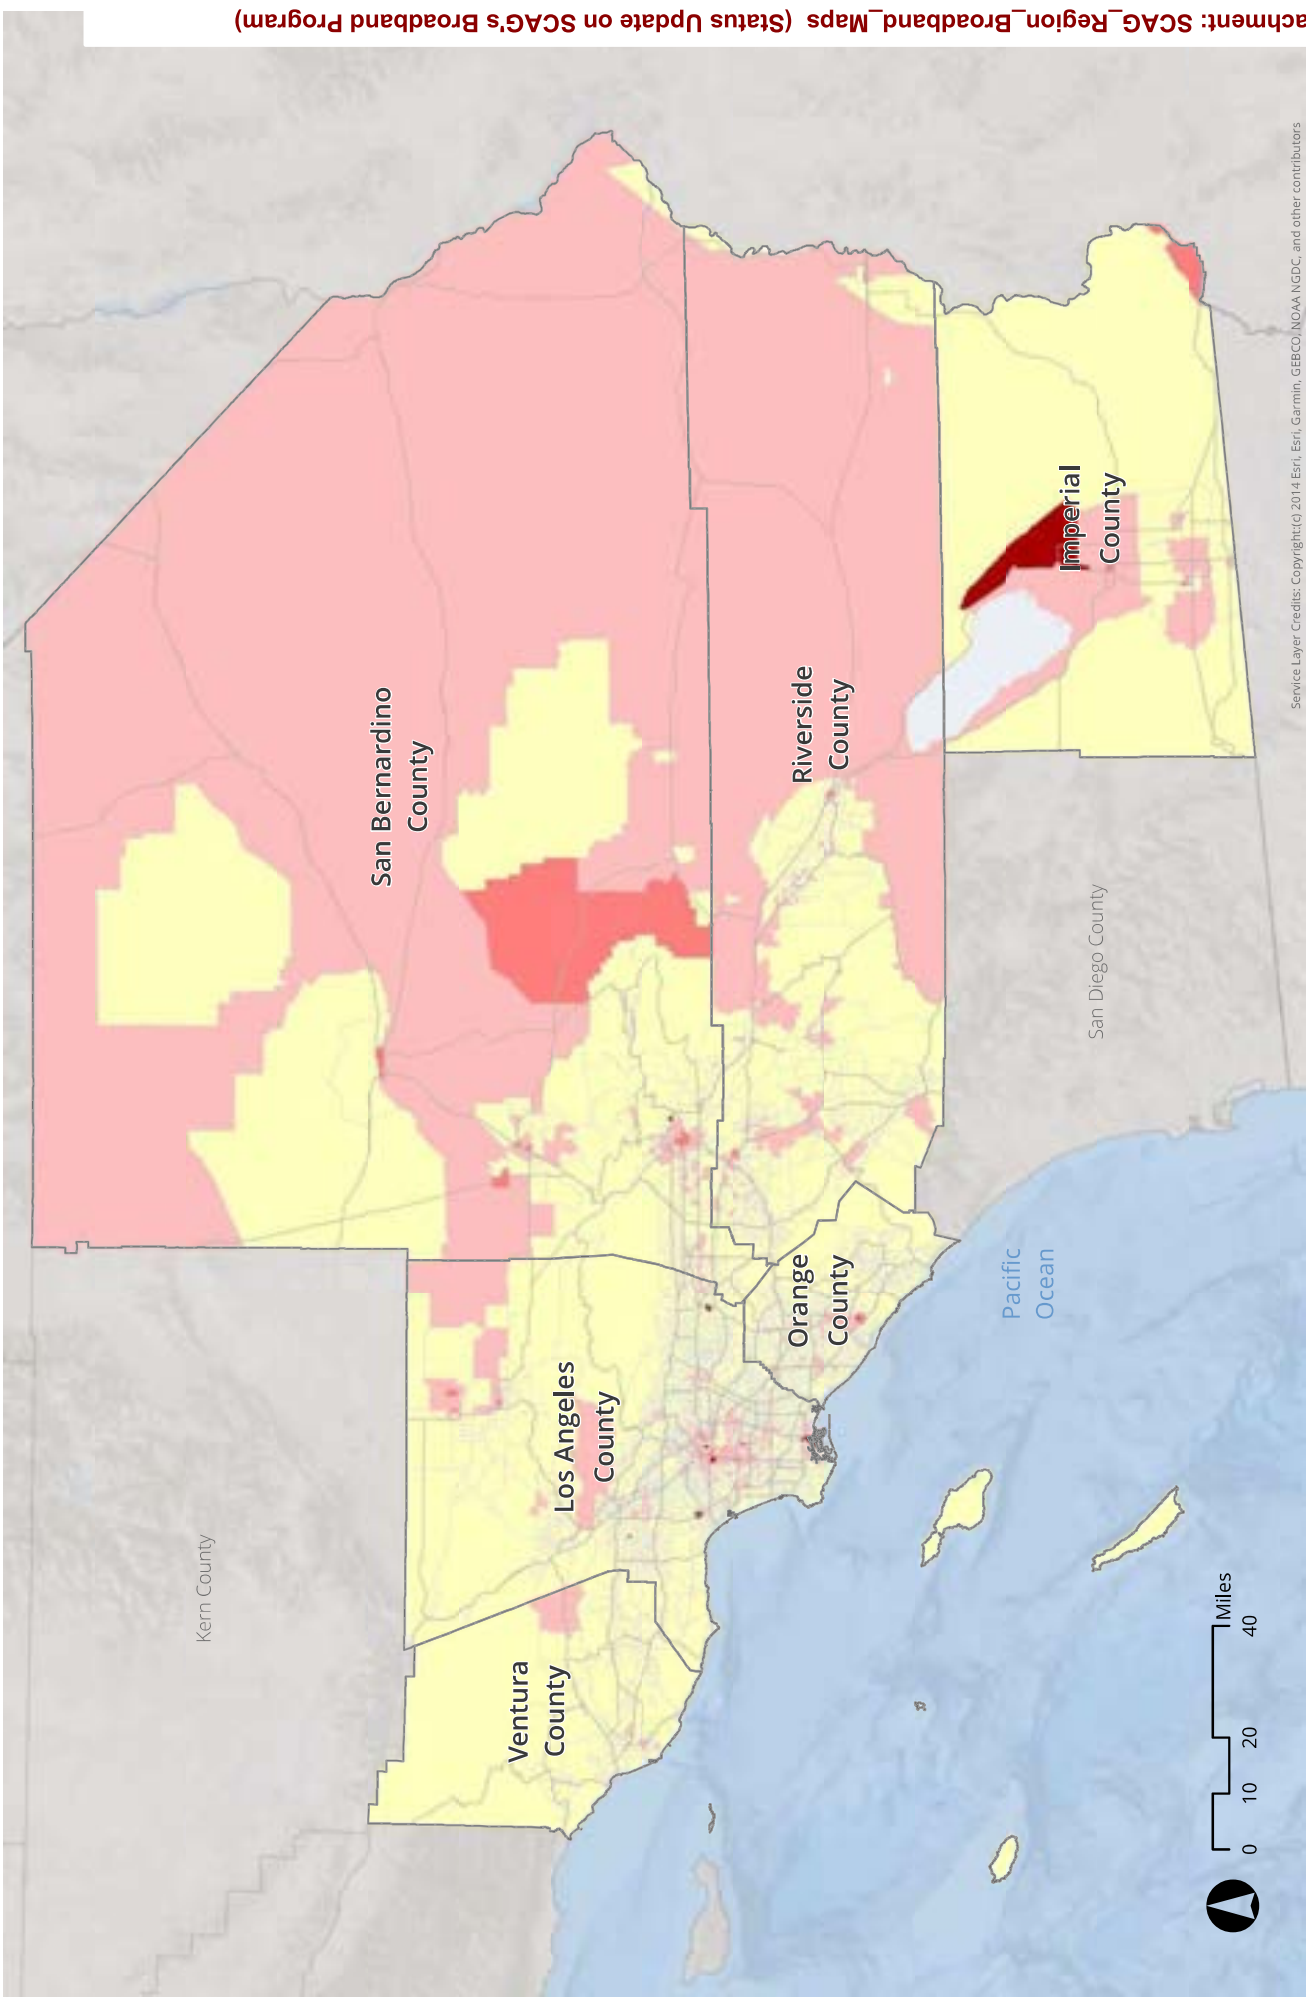 achment: SCAG_Region_Broadband_Maps (Status Update on SCAG's Broadband Program)
Kern County
San Bernardino
County
Ventura
County
Los Angeles
County
Orange
County
Riverside
County
Imperial
County
San Diego County
Pacific
Ocean
Miles
0 10 20 40
Service Layer Credits: Copyright:(c) 2014 Esri, Esri, Garmin, GEBCO, NOAA NGDC, and other contributors